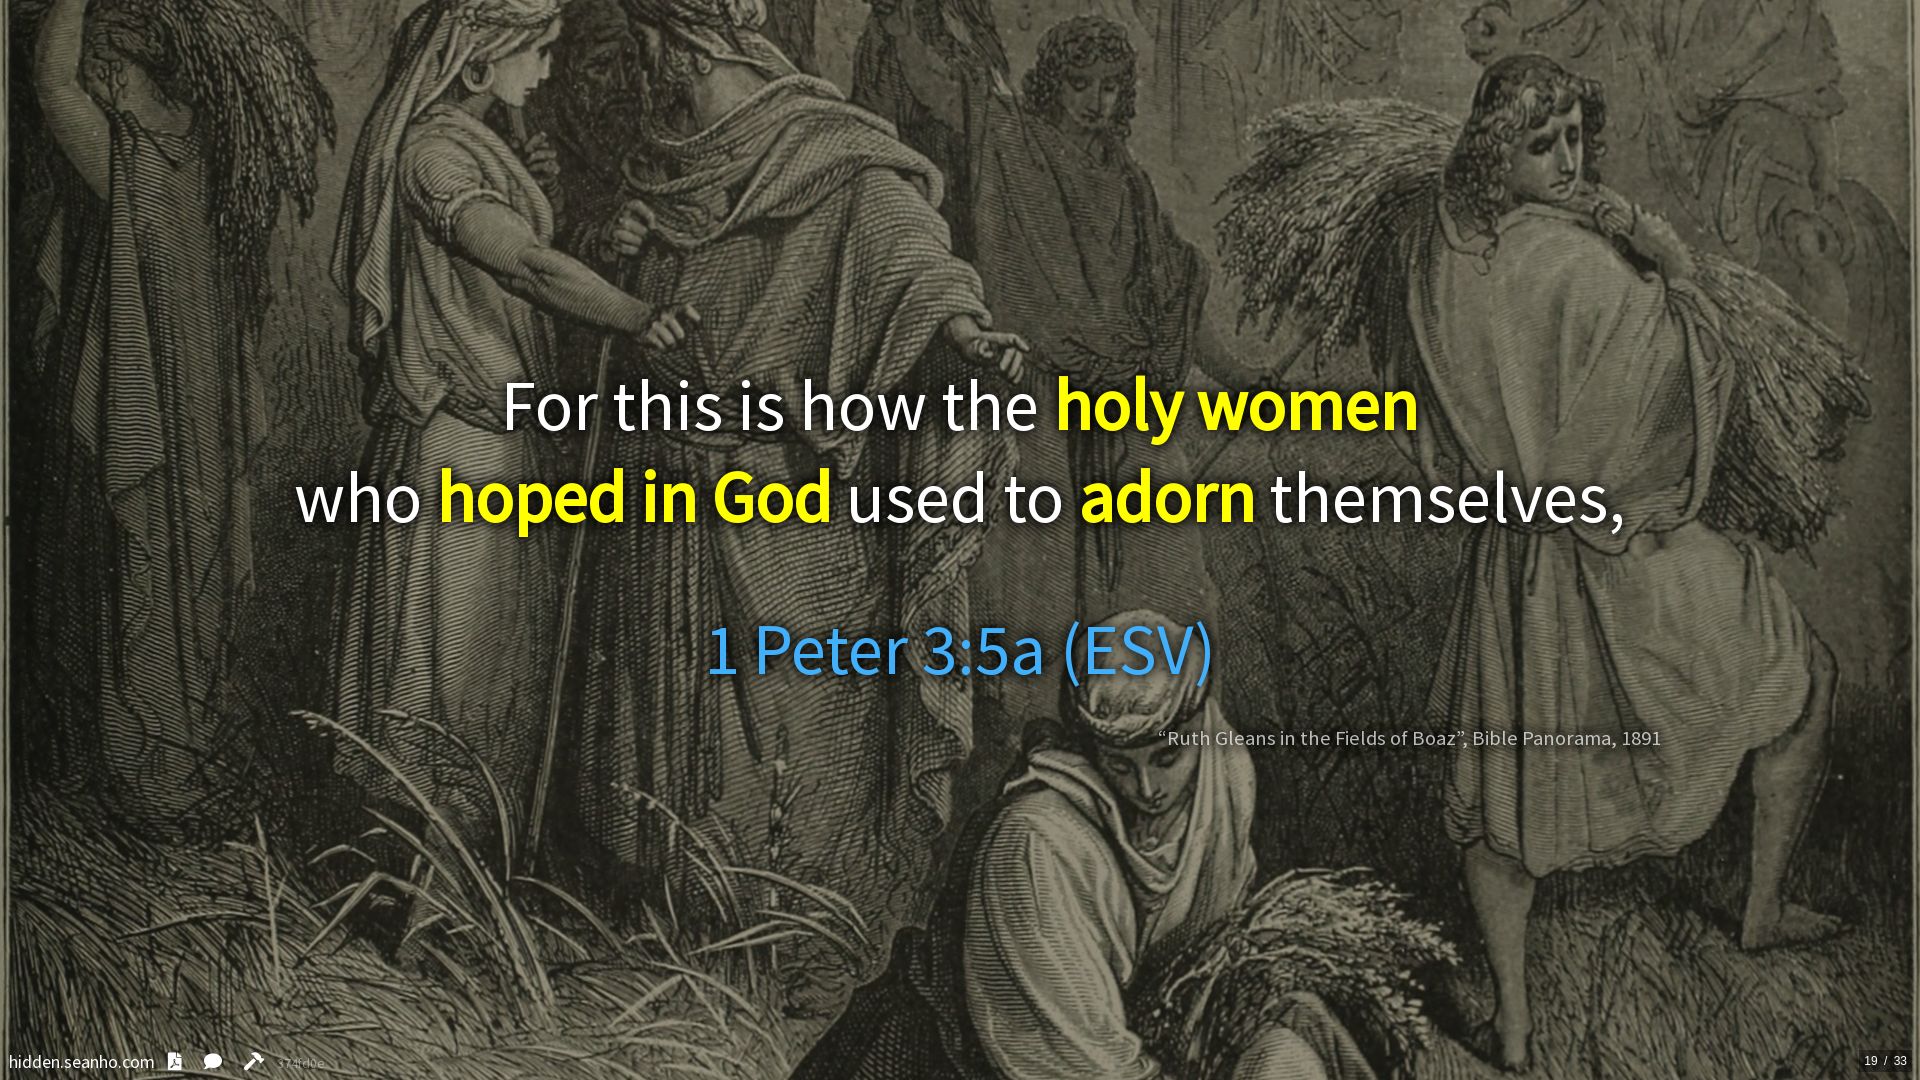 For this is how the holy women
who hoped in God used to adorn themselves,
1 Peter 3:5a (ESV)
“Ruth Gleans in the Fields of Boaz”, Bible Panorama, 1891
hidden.seanho.com 374fd0e
19 / 33